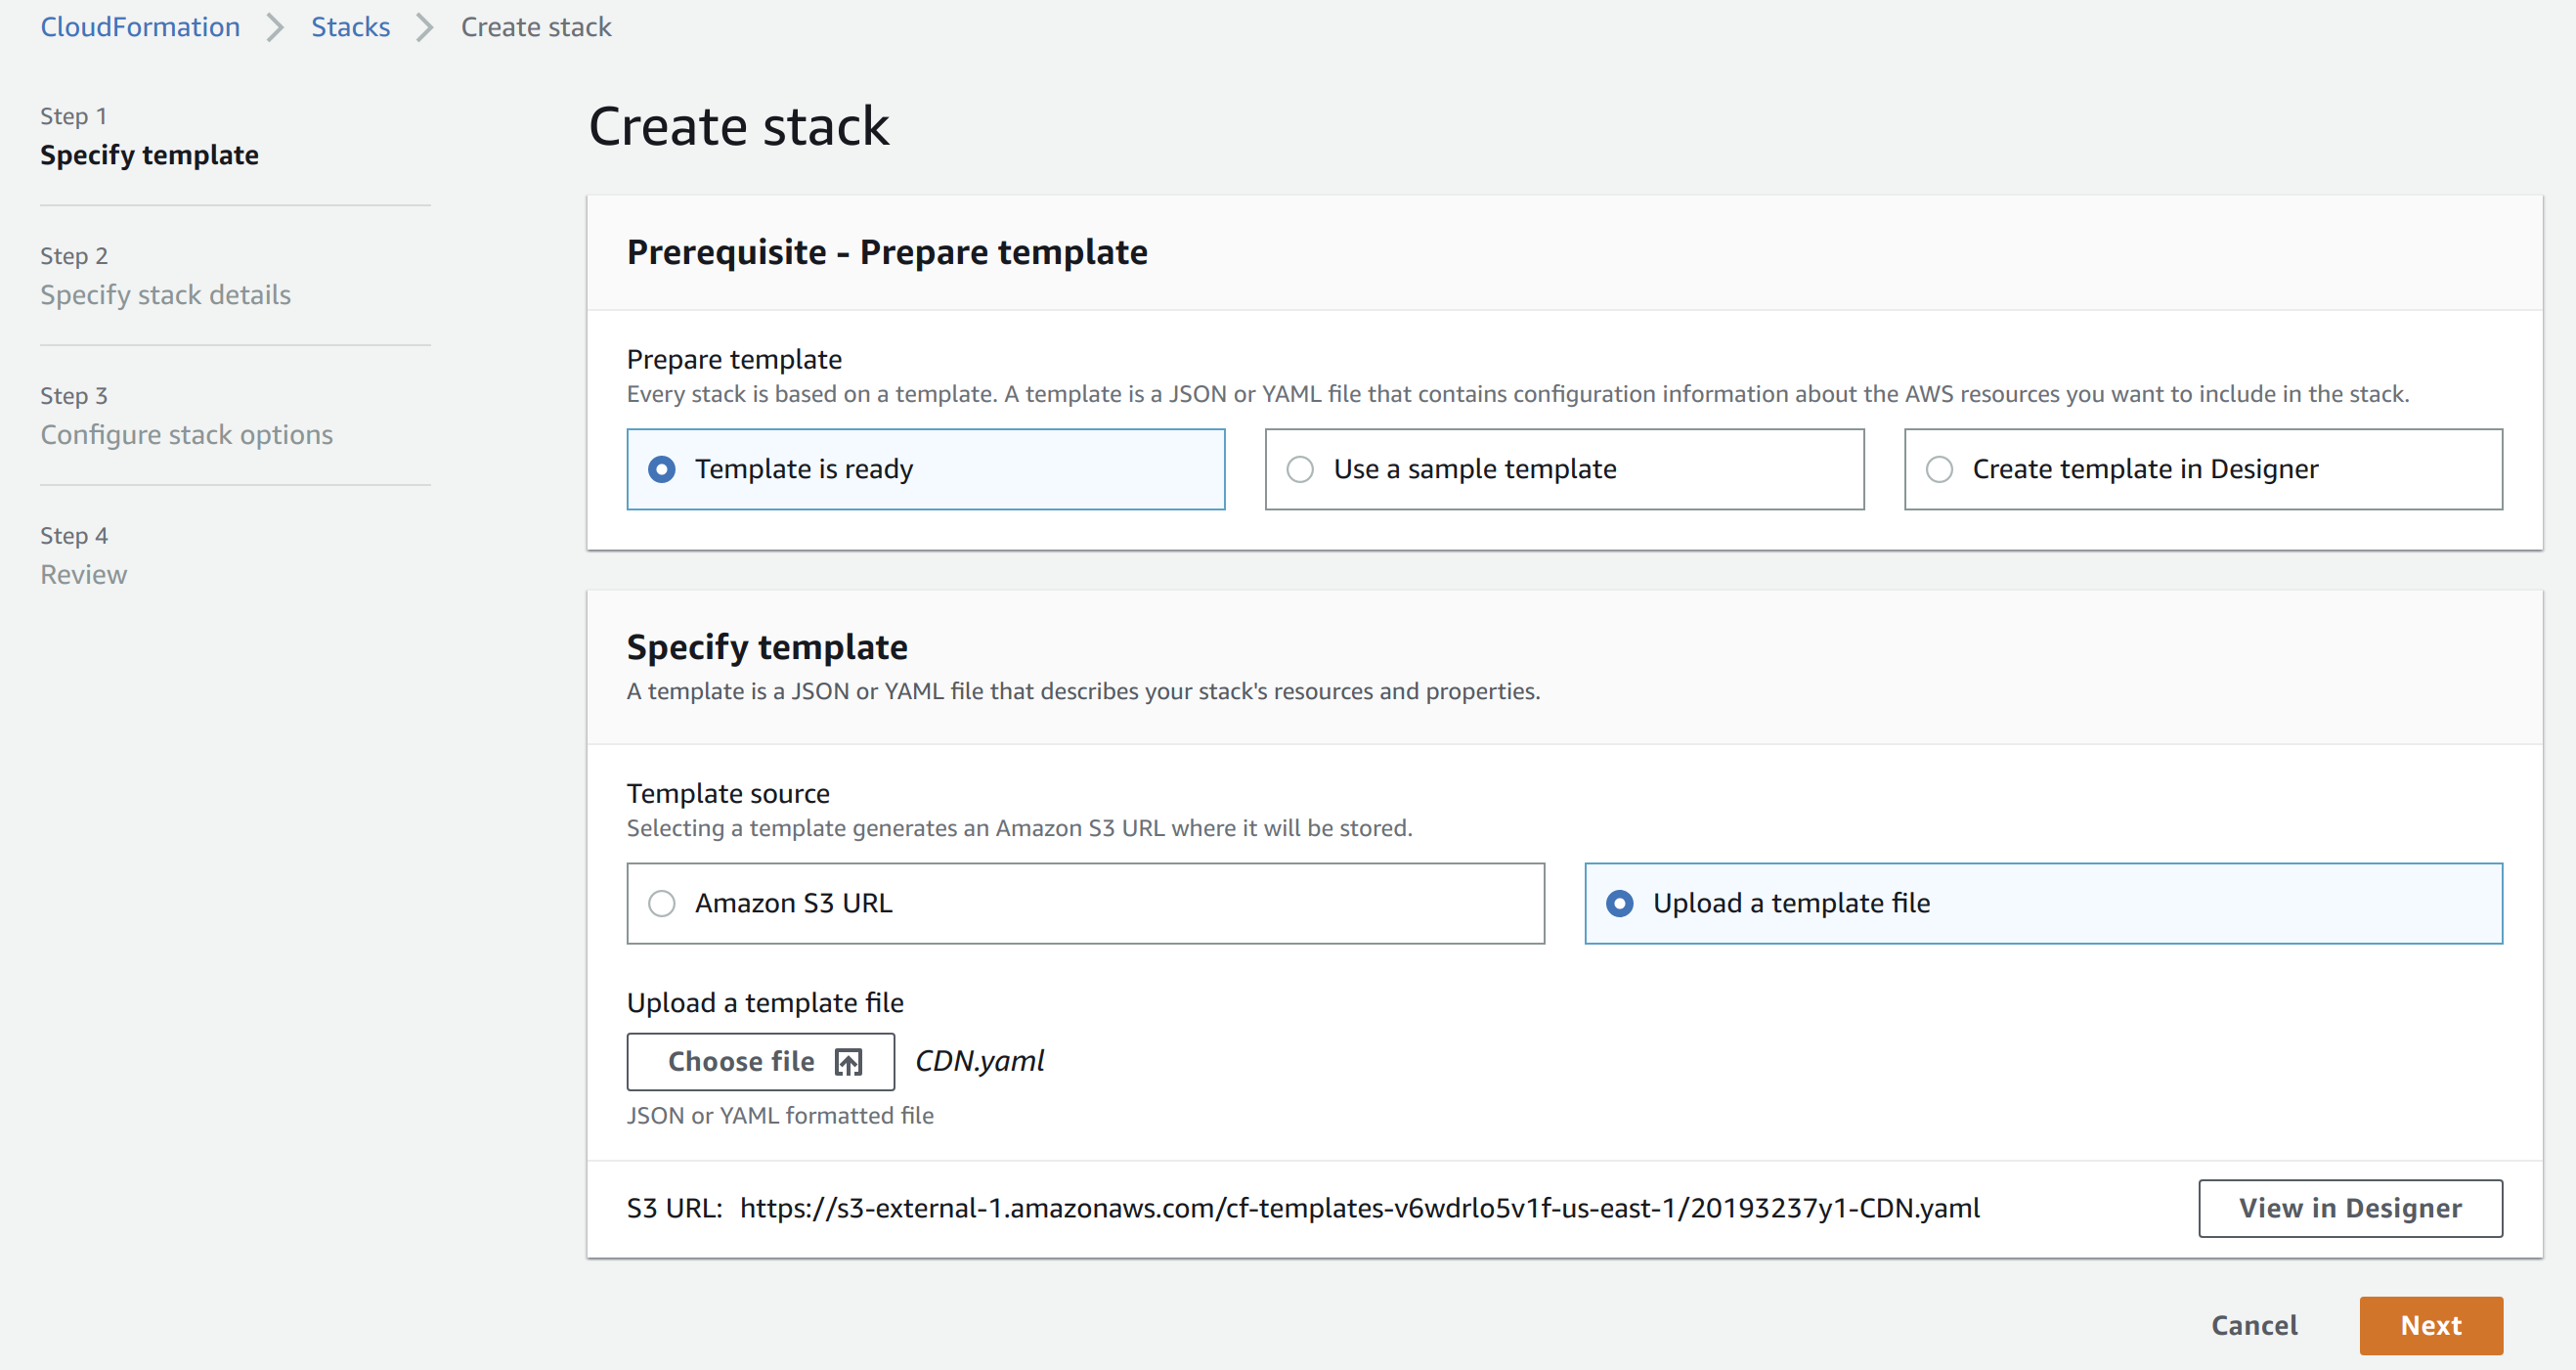 CloudFormation > Stacks > Create stack
Step 1
Specify template
Step 2
Specify stack details
Step 3
Configure stack options
Step 4
Review
Create stack
Prerequisite - Prepare template
Prepare template
Every stack is based on a template. A template is a JSON or YAML file that contains configuration information about the AWS resources you want to include in the stack.
Template is ready
Use a sample template
Create template in Designer
Specify template
A template is a JSON or YAML file that describes your stack's resources and properties.
Template source
Selecting a template generates an Amazon S3 URL where it will be stored.
Amazon S3 URL
Upload a template file
Upload a template file
Choose file CDN.yaml
JSON or YAML formatted file
S3 URL: https://s3-external-1.amazonaws.com/cf-templates-v6wdrlo5v1f-us-east-1/20193237y1-CDN.yaml
View in Designer
Cancel
Next